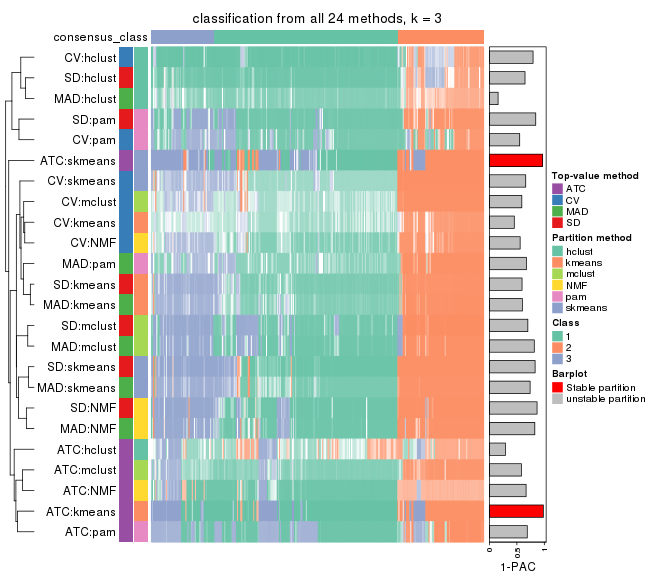 classification from all 24 methods, k = 3
consensus_class
CV:hclust
SD:hclust
MAD:hclust
SD:pam
CV:pam
ATC:skmeans
CV:skmeans
CV:mclust
CV:kmeans
CV:NMF
MAD:pam
SD:kmeans
MAD:kmeans
SD:mclust
MAD:mclust
SD:skmeans
MAD:skmeans
SD:NMF
MAD:NMF
ATC:hclust
ATC:mclust
ATC:NMF
ATC:kmeans
ATC:pam
0 0.5 1
1-PAC
Top-value method
ATC
CV
MAD
SD
Partition method
hclust
kmeans
mclust
NMF
pam
skmeans
Class
1
2
3
Barplot
Stable partition
unstable partition